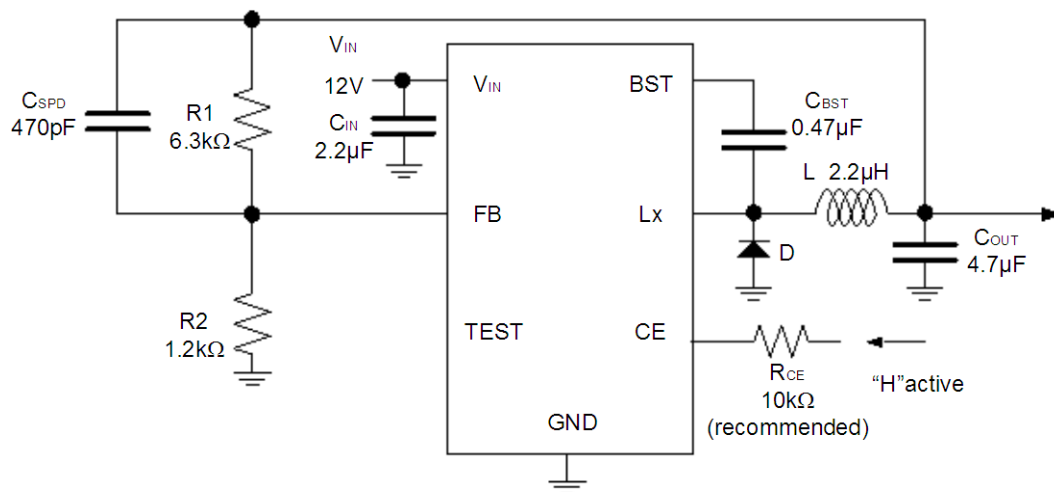 VIN
12V
CSPD
470pF
R1
6.3kΩ
CIN
2.2µF
VIN
BST
CBST
0.47µF
L 2.2µH
FB
Lx
D
COUT
4.7µF
R2
1.2kΩ
TEST
CE
RCE
10kΩ
(recommended)
“H”active
GND